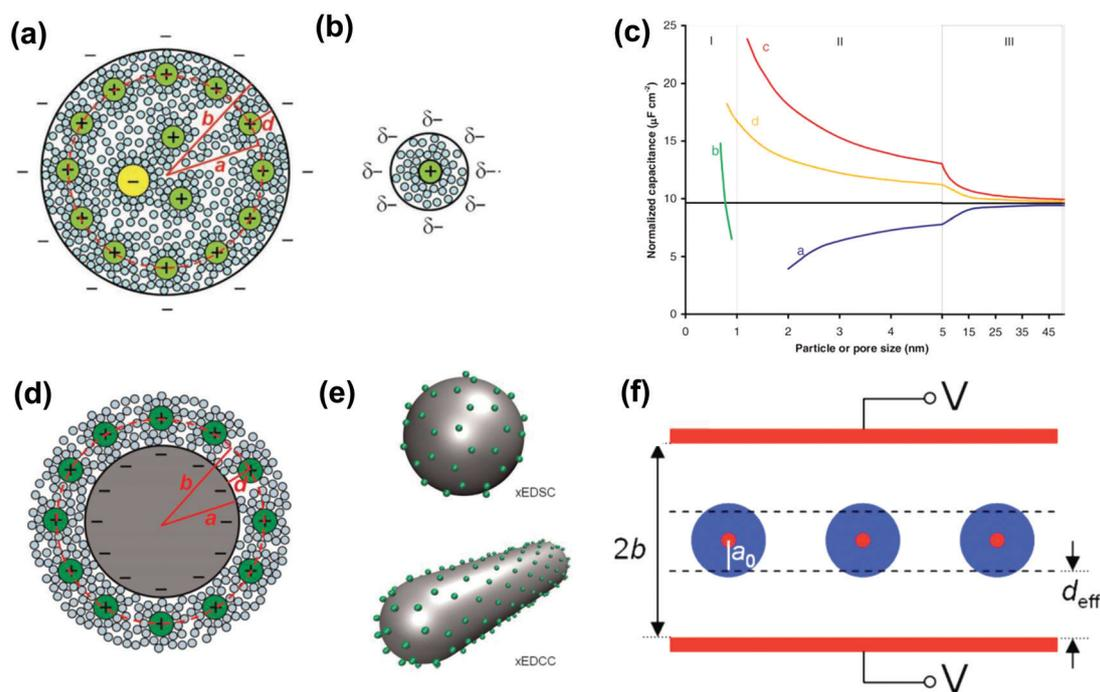 (a)
− − − − − − − − − − − −
+ + + + + + + + + + + + + +
−
b
d
a
(b)
δ− δ− δ−
δ− δ−
δ− δ−
δ−
+
(c)
Normalized capacitance (μF cm⁻²)
25
20
15
10
5
0
I II III
c
d
b
a
0 1 2 3 4 5 15 25 35 45
Particle or pore size (nm)
(d)
+ + + + + + + + + + + +
− − − − − − − − − − − −
b
d
a
(e)
xEDSC
xEDCC
(f)
V
2b
a₀
d eff
V